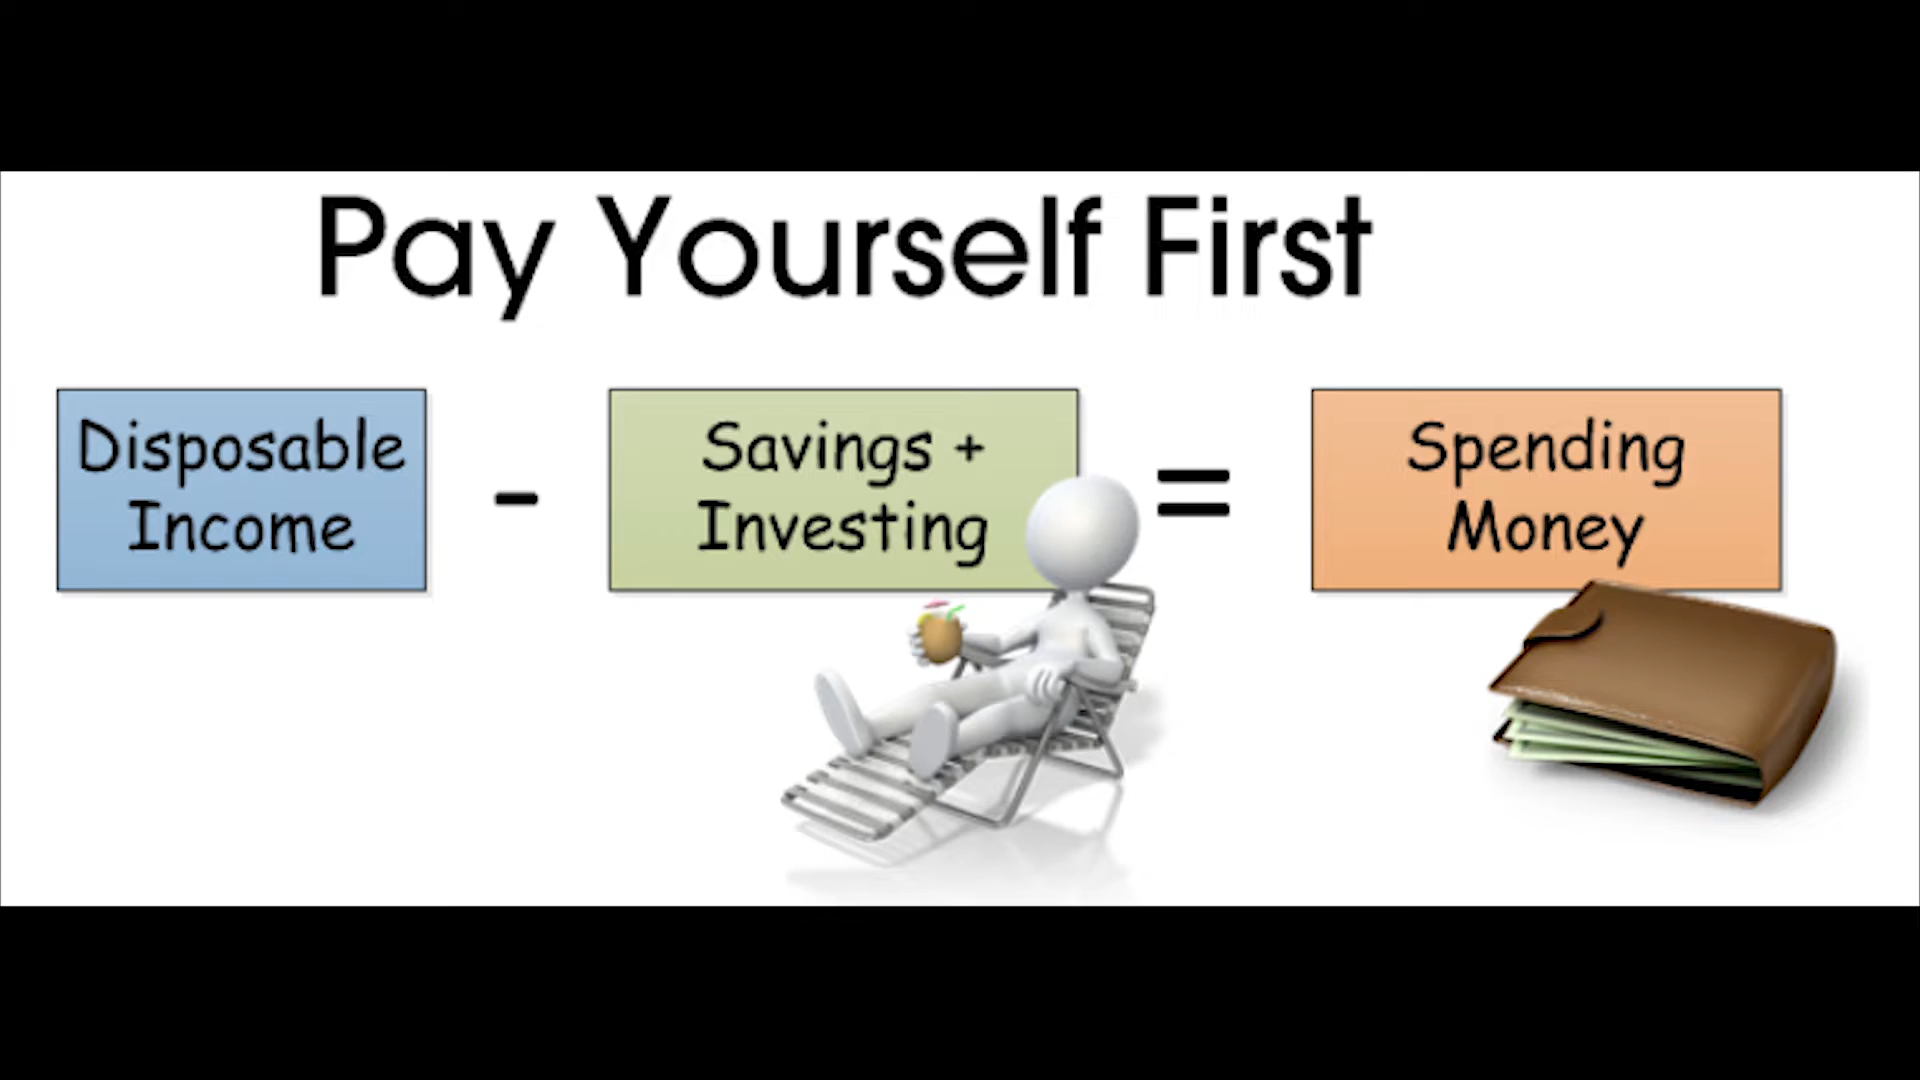 Pay Yourself First
Disposable
Income
-
Savings +
Investing
=
Spending
Money